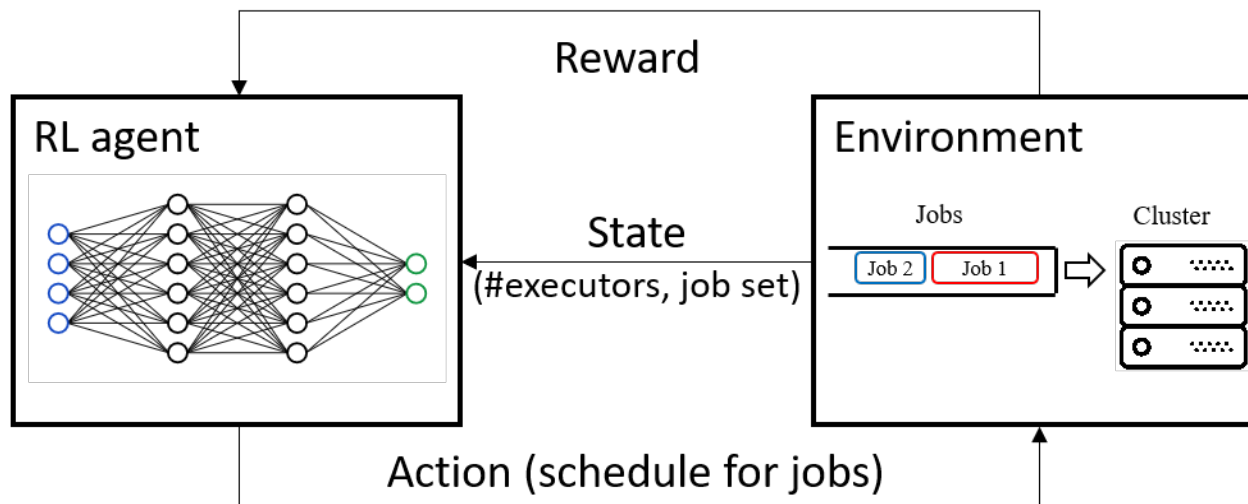 Reward
RL agent
Environment
State
(#executors, job set)
Jobs
Cluster
Job 2
Job 1
Action (schedule for jobs)